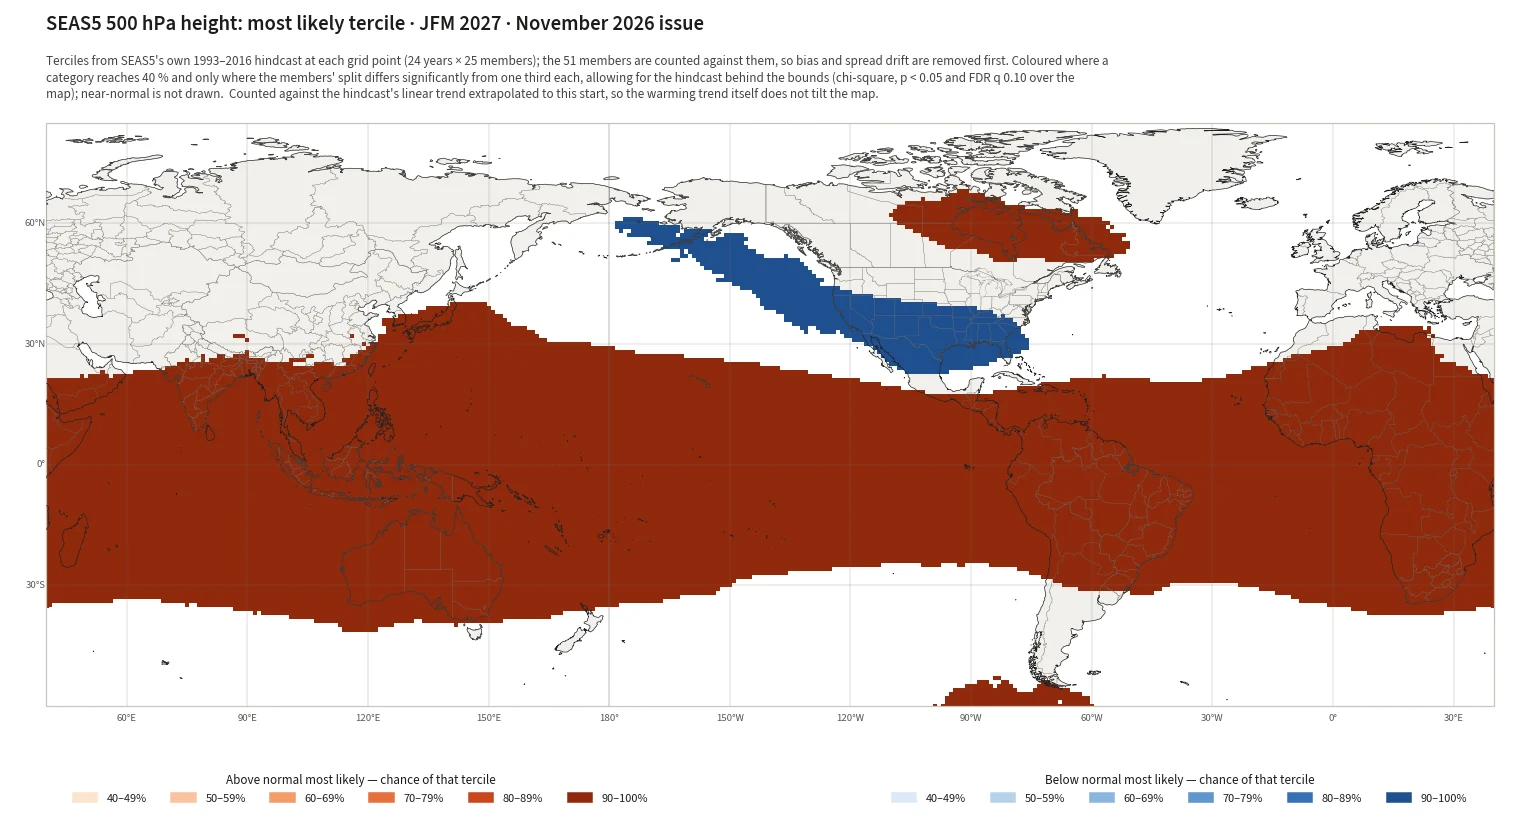 SEAS5 500 hPa height: most likely tercile · JFM 2027 · November 2026 issue
Terciles from SEAS5's own 1993–2016 hindcast at each grid point (24 years × 25 members); the 51 members are counted against them, so bias and spread drift are removed first. Coloured where a
category reaches 40 % and only where the members' split differs significantly from one third each, allowing for the hindcast behind the bounds (chi-square, p < 0.05 and FDR q 0.10 over the
map); near-normal is not drawn. Counted against the hindcast's linear trend extrapolated to this start, so the warming trend itself does not tilt the map.
60°N
30°N
0°
30°S
60°E 90°E 120°E 150°E 180° 150°W 120°W 90°W 60°W 30°W 0° 30°E
Above normal most likely — chance of that tercile
40–49% 50–59% 60–69% 70–79% 80–89% 90–100%
Below normal most likely — chance of that tercile
40–49% 50–59% 60–69% 70–79% 80–89% 90–100%